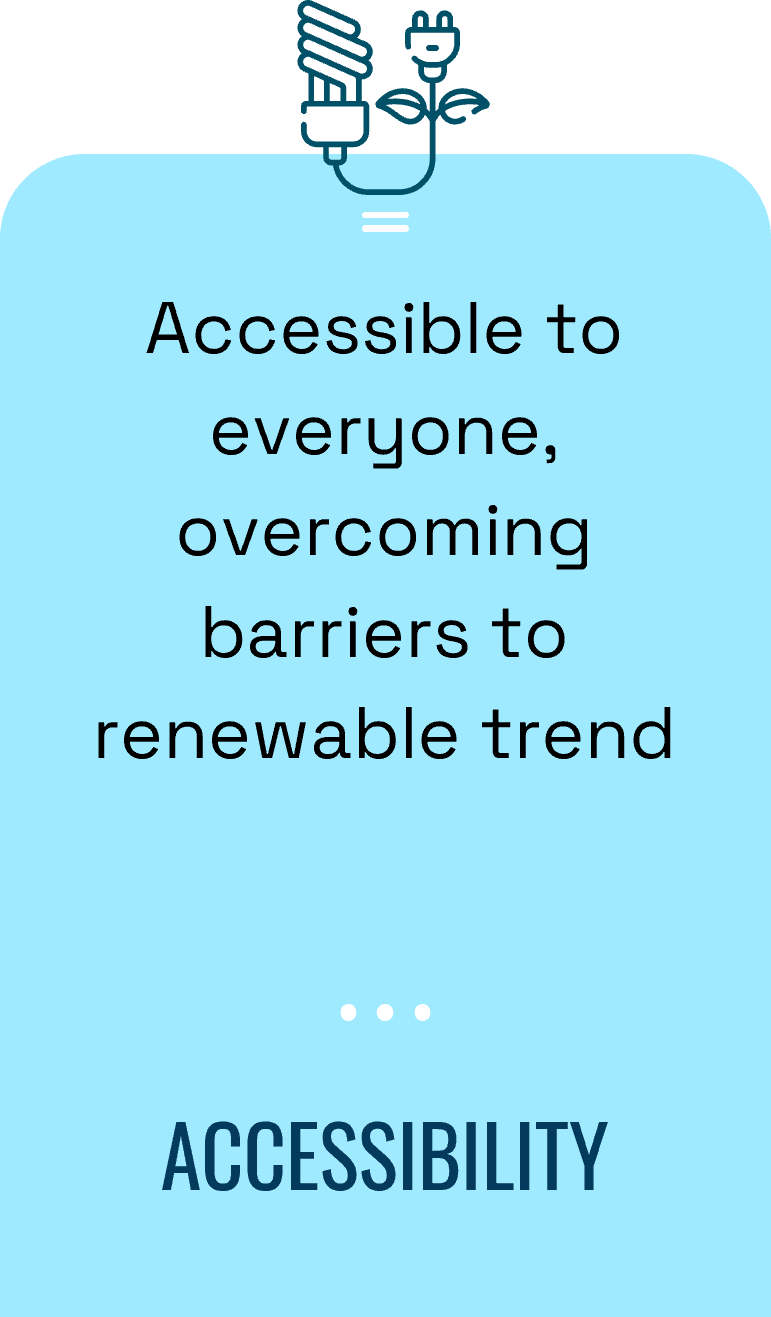 Accessible to
everyone,
overcoming
barriers to
renewable trend
ACCESSIBILITY